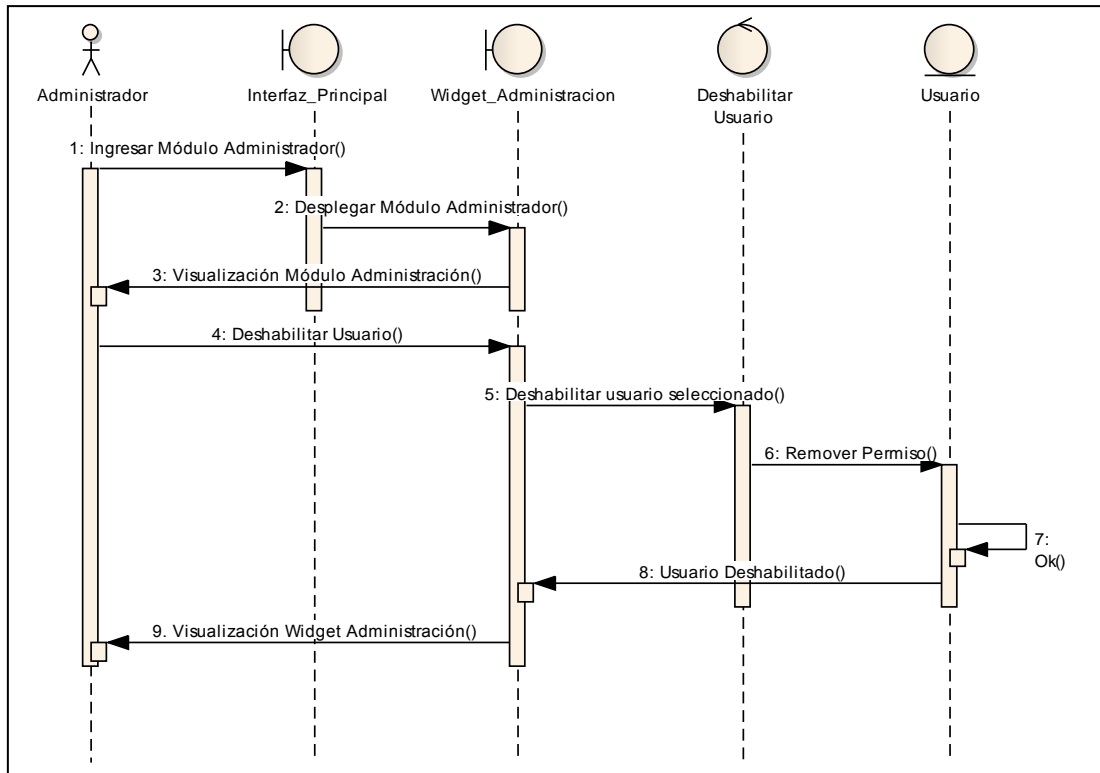 Administrador
Interfaz_Principal
Widget_Administracion
Deshabilitar
Usuario
Usuario
1: Ingresar Módulo Administrador()
2: Desplegar Módulo Administrador()
3: Visualización Módulo Administración()
4: Deshabilitar Usuario()
5: Deshabilitar usuario seleccionado()
6: Remover Permiso()
7:
Ok()
8: Usuario Deshabilitado()
9. Visualización Widget Administración()